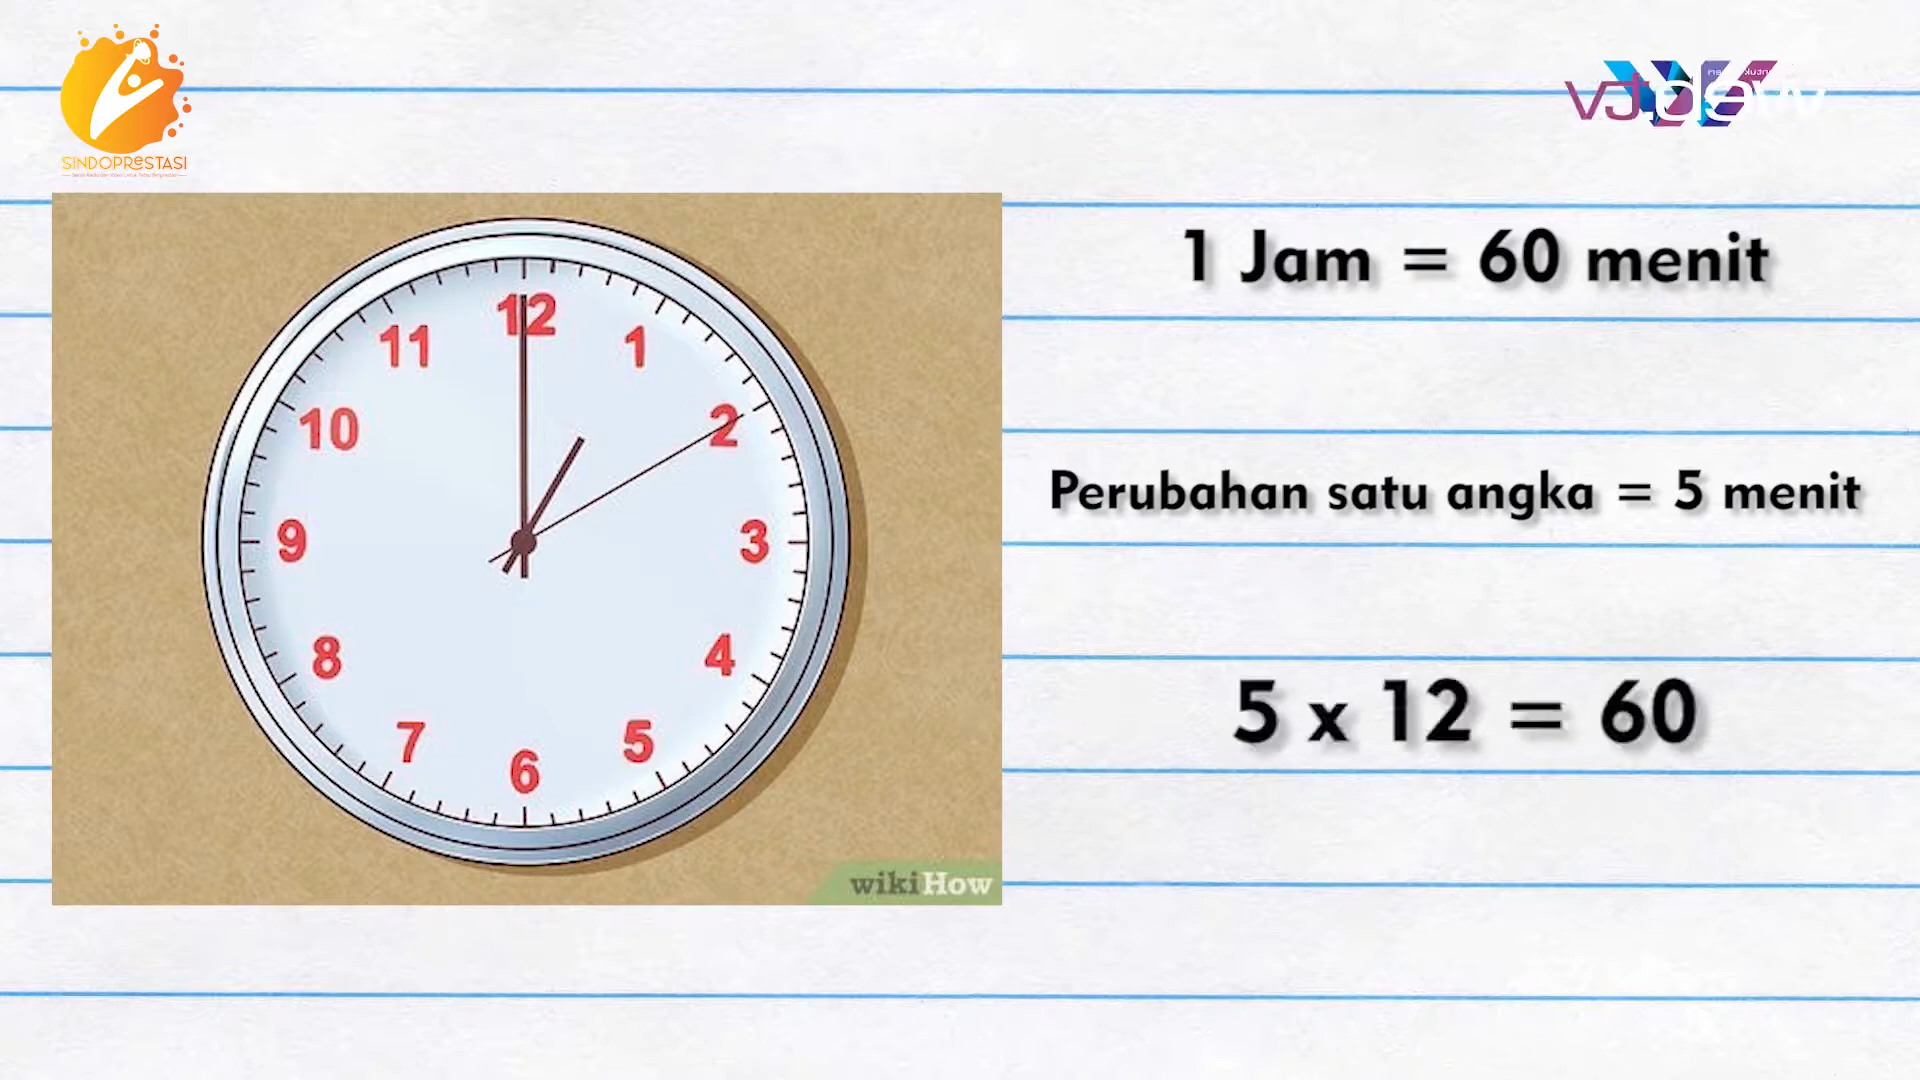 SINDOPRESTASI
1 Jam = 60 menit
12
11
1
10
2
9
3
8
4
7
5
6
Perubahan satu angka = 5 menit
5 x 12 = 60
wikiHow